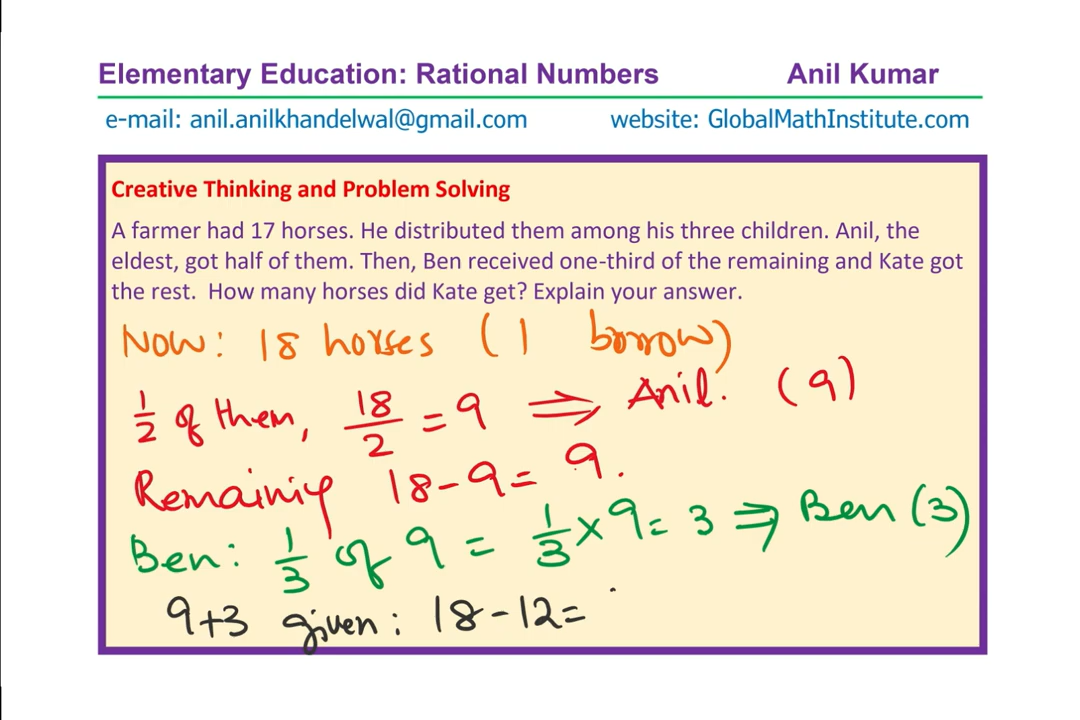 Elementary Education: Rational Numbers Anil Kumar
e-mail: anil.anilkhandelwal@gmail.com website: GlobalMathInstitute.com
Creative Thinking and Problem Solving
A farmer had 17 horses. He distributed them among his three children. Anil, the
eldest, got half of them. Then, Ben received one-third of the remaining and Kate got
the rest. How many horses did Kate get? Explain your answer.
Now: 18 horses (1 borrow)
1/2 of them, 18/2 = 9 ⇒ Anil. (9)
Remaining 18-9= 9.
Ben: 1/3 of 9 = 1/3 × 9 = 3 ⇒ Ben (3)
9+3 given: 18-12=